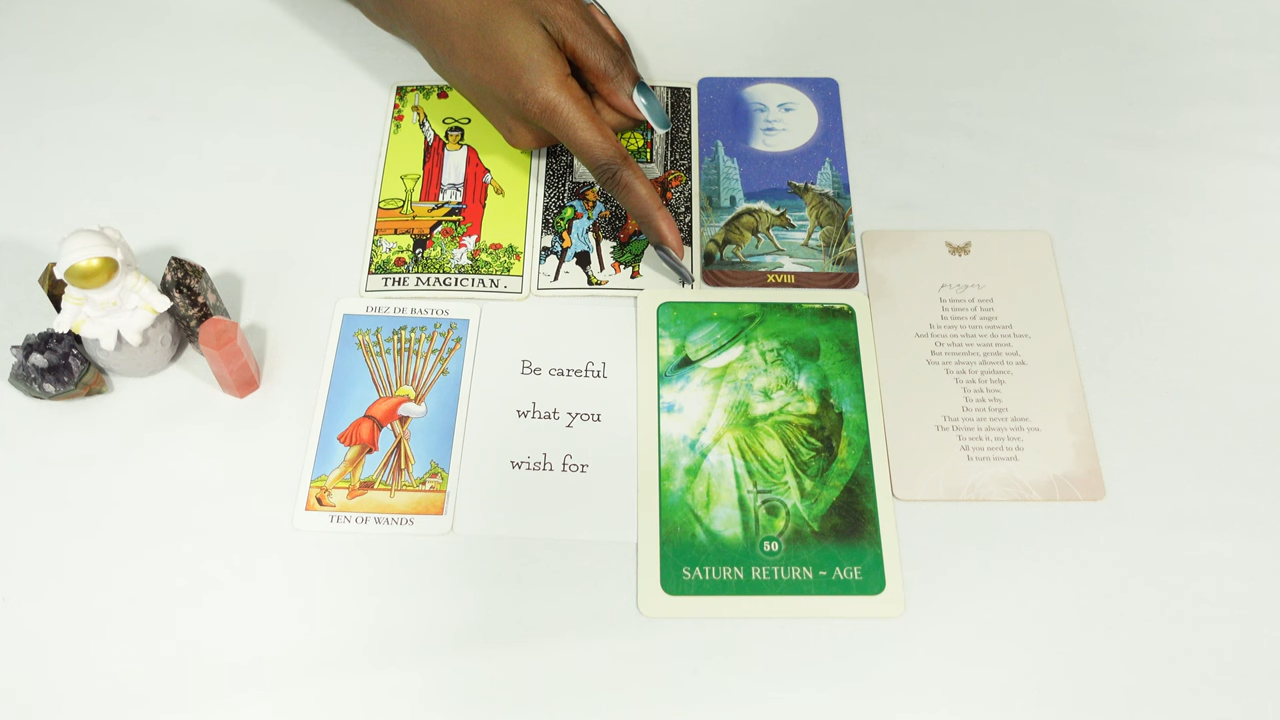 THE MAGICIAN.
XVIII
DIEZ DE BASTOS
TEN OF WANDS
Be careful
what you
wish for
50
SATURN RETURN ~ AGE
prayer
In times of need
In times of hurt
In times of anger
It is easy to turn outward
And focus on what we do not have,
Or what we want most.
But remember, gentle soul,
You are always allowed to ask.
To ask for guidance,
To ask for help.
To ask how.
To ask why.
Do not forget
That you are never alone.
The Divine is always with you.
To seek it, my love,
All you need to do
Is turn inward.